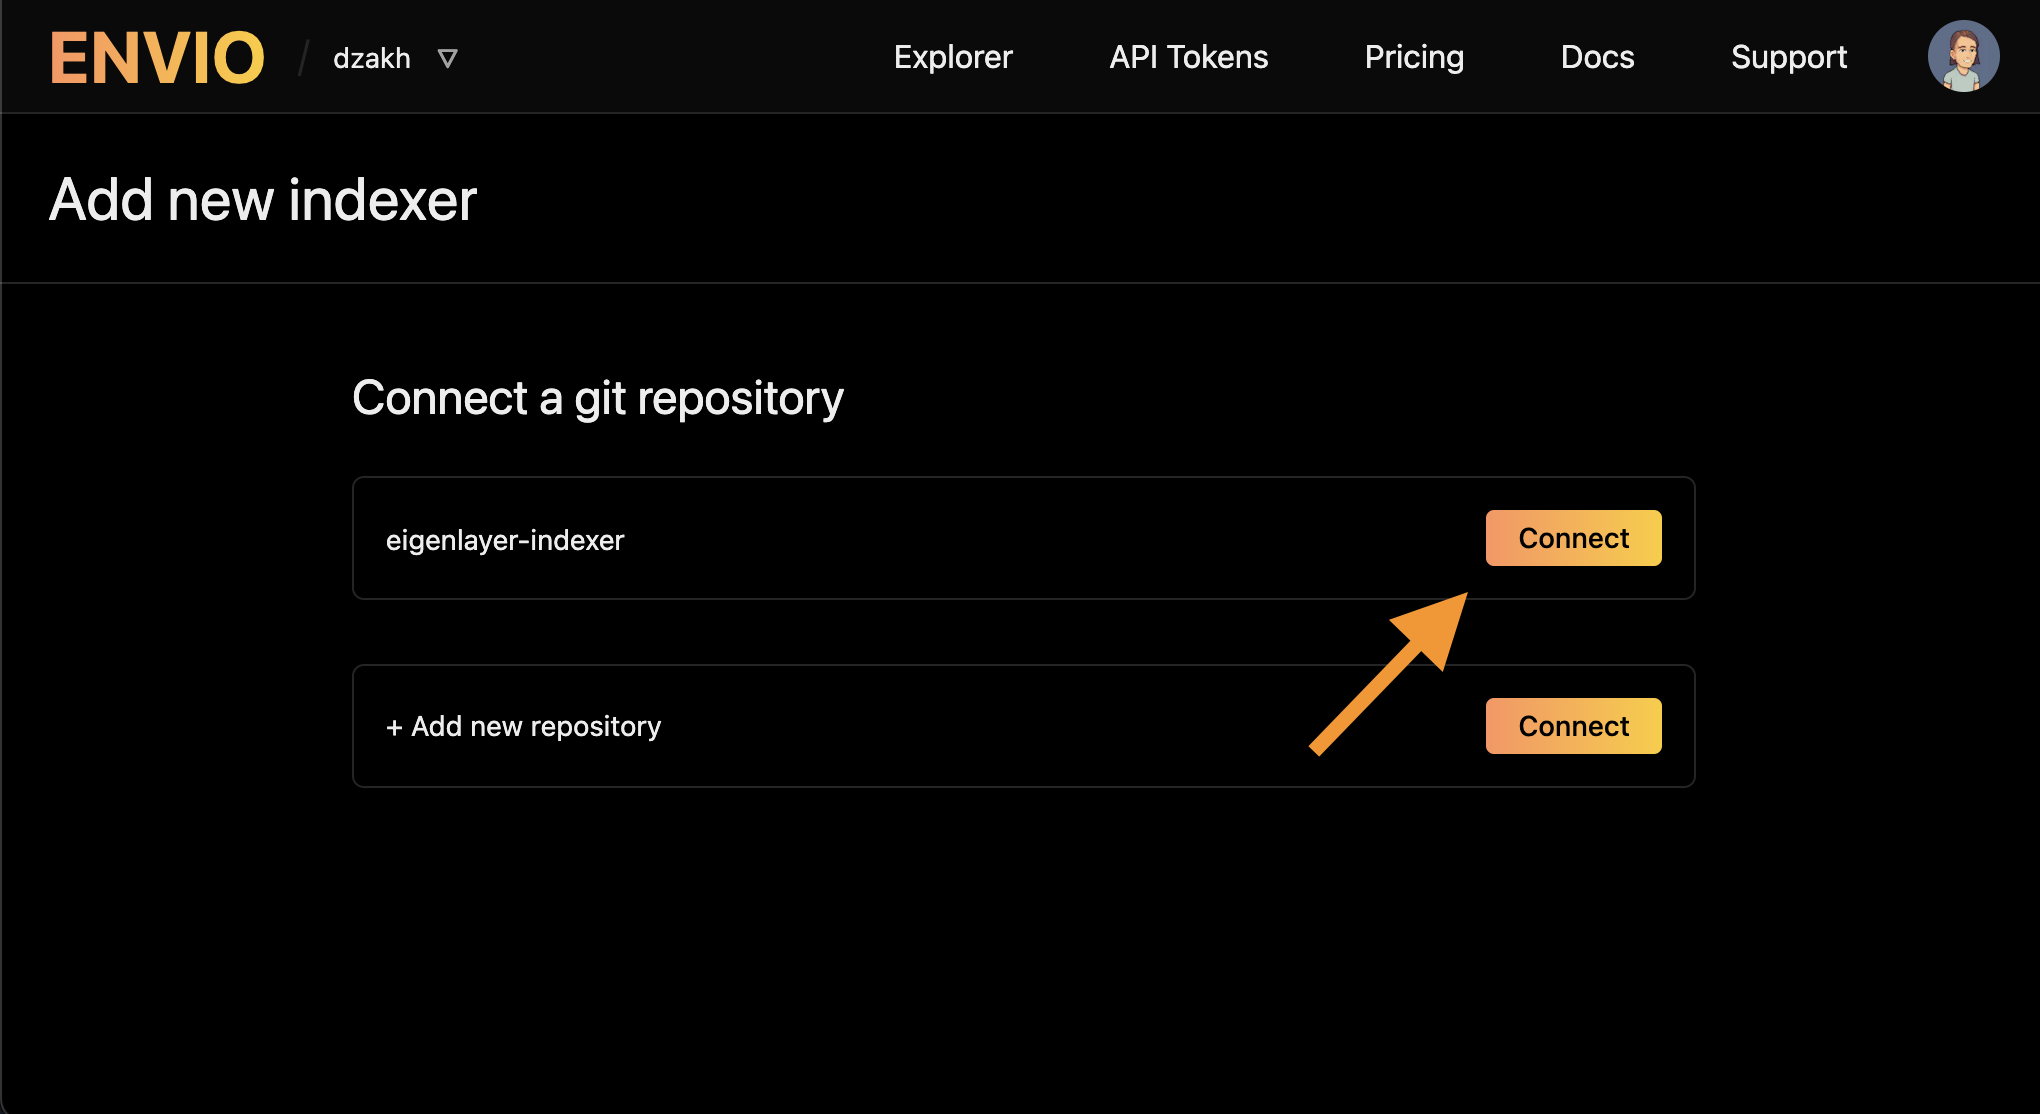 ENVIO / dzakh Explorer API Tokens Pricing Docs Support
Add new indexer
Connect a git repository
eigenlayer-indexer Connect
+ Add new repository Connect